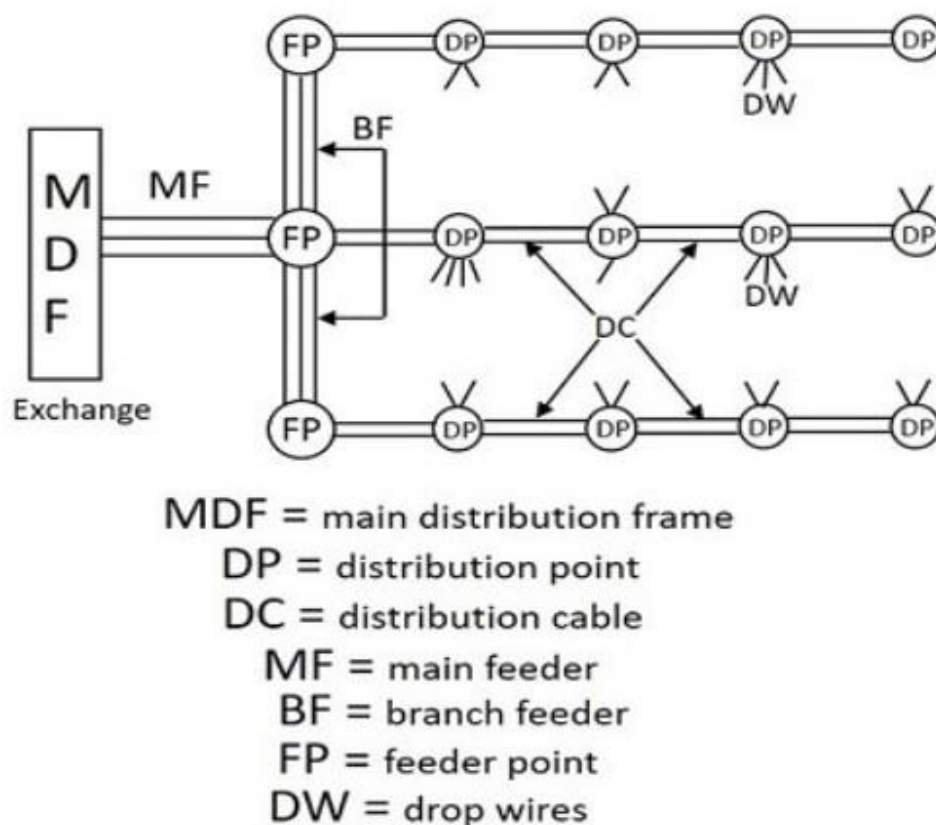 FP DP DP DP DP
DW
BF
MDF
MF
FP DP DP DP DP
DW
DC
Exchange
FP DP DP DP DP
MDF = main distribution frame
DP = distribution point
DC = distribution cable
MF = main feeder
BF = branch feeder
FP = feeder point
DW = drop wires